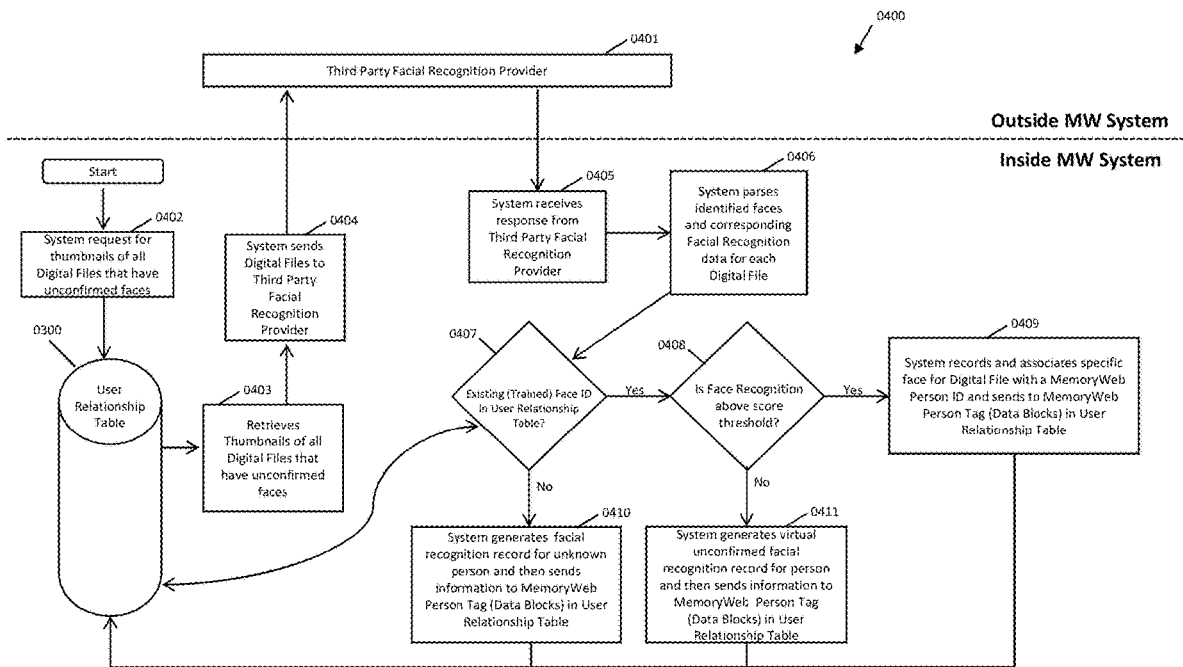 0400
0401
Third Party Facial Recognition Provider
Outside MW System
Inside MW System
Start
0402
System request for
thumbnails of all
Digital Files that have
unconfirmed faces
0404
System sends
Digital Files to
Third Party
Facial
Recognition
Provider
0405
System receives
response from
Third Party Facial
Recognition
Provider
0406
System parses
identified faces
and corresponding
Facial Recognition
data for each
Digital File
0300
User
Relationship
Table
0403
Retrieves
Thumbnails of all
Digital Files that
have unconfirmed
faces
0407
Existing (Trained) Face ID
in User Relationship
Table?
Yes
No
0408
Is Face Recognition
above score
threshold?
Yes
No
0409
System records and associates specific
face for Digital File with a MemoryWeb
Person ID and sends to MemoryWeb
Person Tag (Data Blocks) in User
Relationship Table
0410
System generates facial
recognition record for unknown
person and then sends
information to MemoryWeb
Person Tag (Data Blocks) in User
Relationship Table
0411
System generates virtual
unconfirmed facial
recognition record for person
and then sends information to
MemoryWeb Person Tag
(Data Blocks) in User
Relationship Table